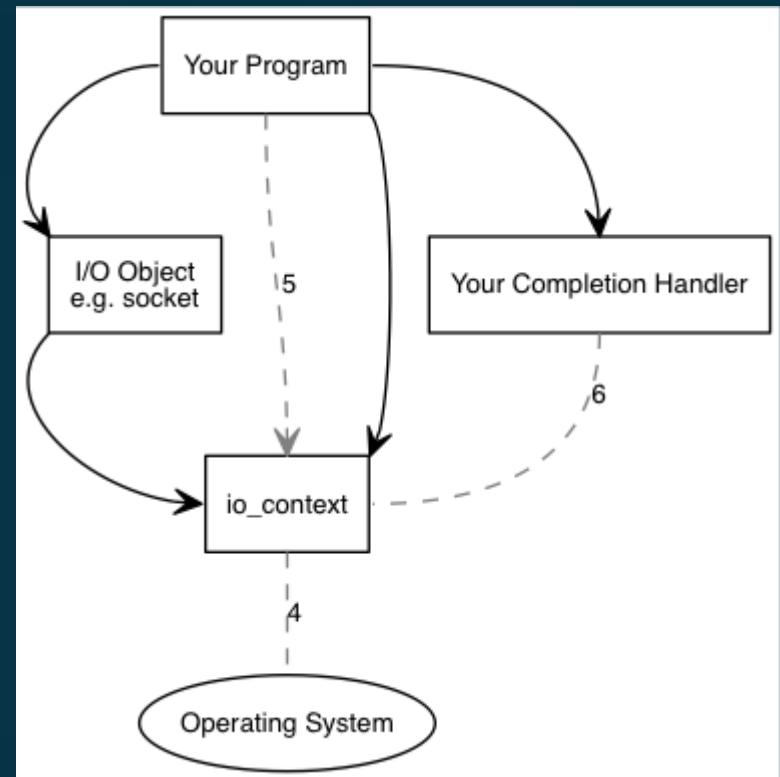 Your Program
I/O Object
e.g. socket
5
Your Completion Handler
6
io_context
4
Operating System